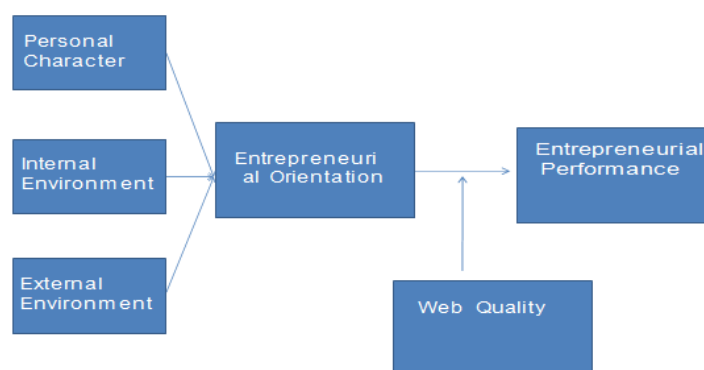 Personal
Character
Internal
Environment
External
Environment
Entrepreneuri
al Orientation
Entrepreneurial
Performance
Web Quality